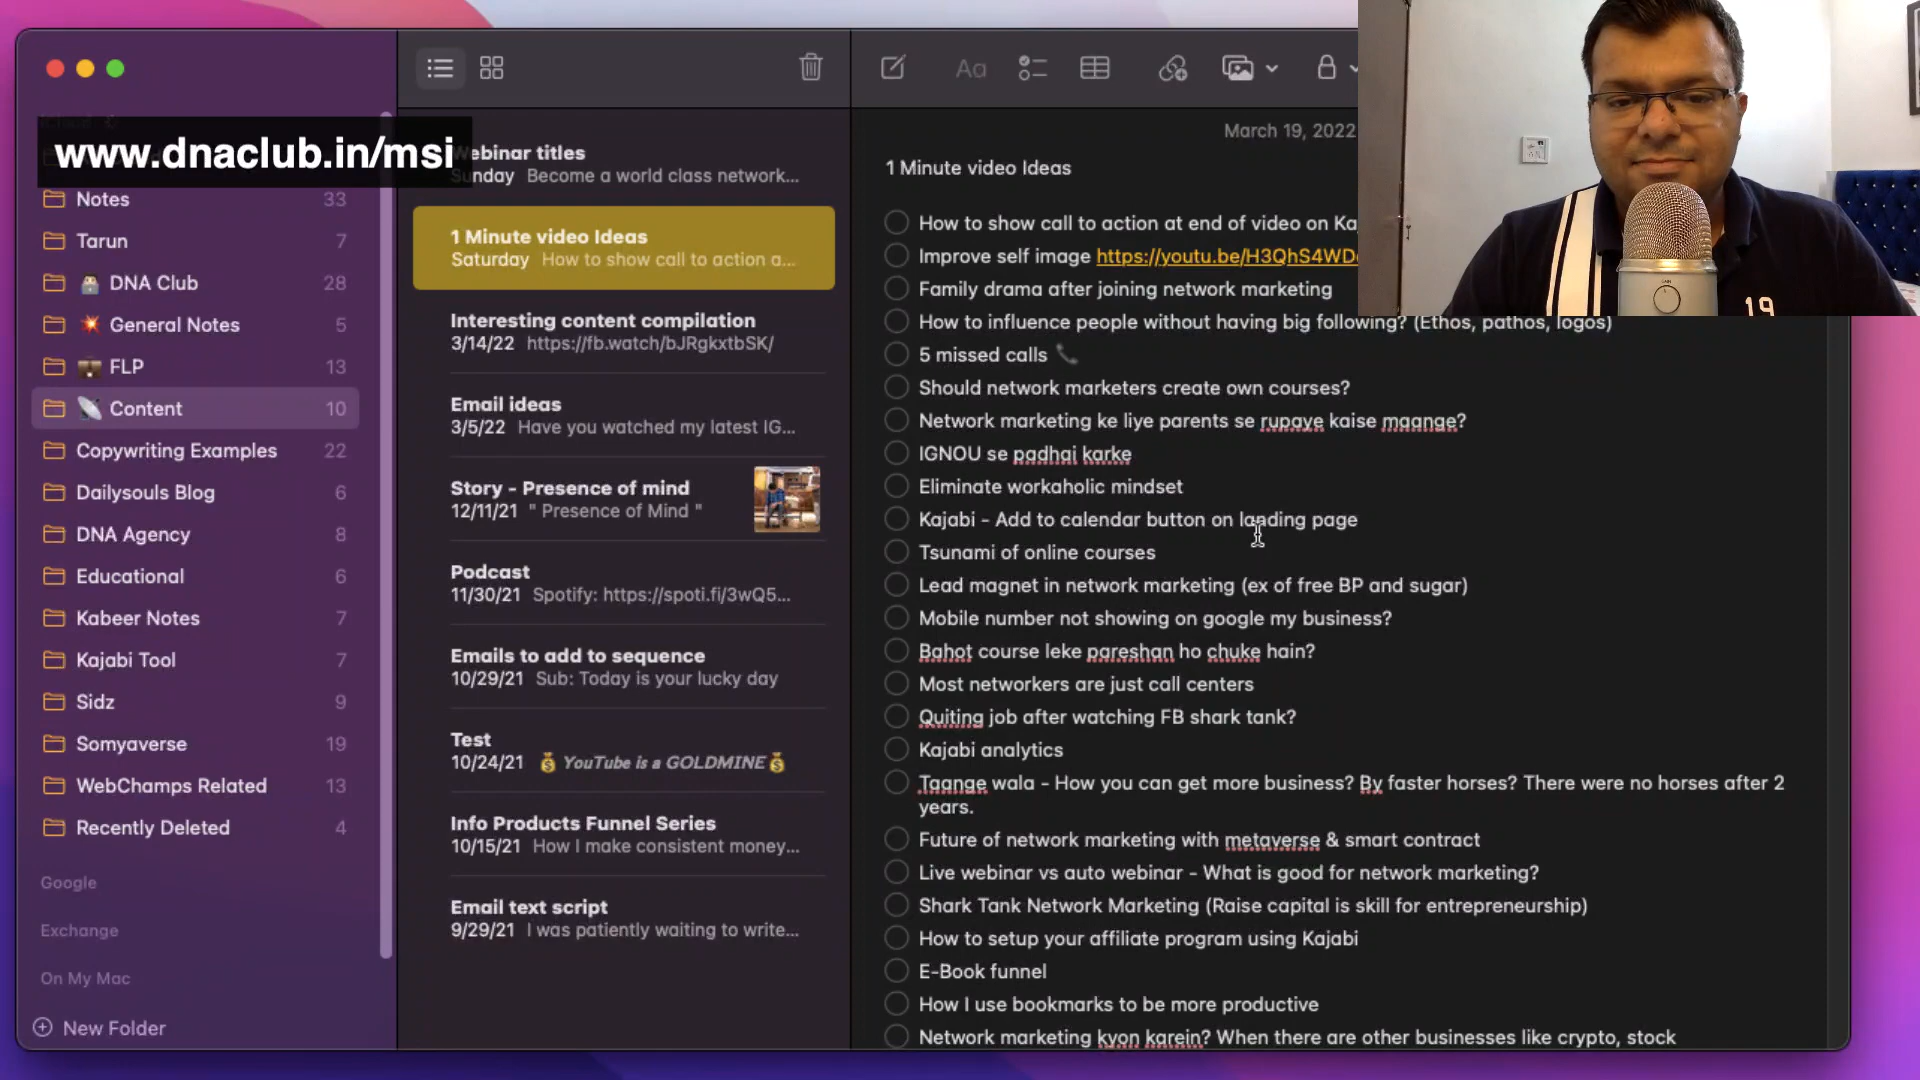 www.dnaclub.in/msi
Notes 33
Tarun 7
DNA Club 28
General Notes 5
FLP 13
Content 10
Copywriting Examples 22
Dailysouls Blog 6
DNA Agency 8
Educational 6
Kabeer Notes 7
Kajabi Tool 7
Sidz 9
Somyaverse 19
WebChamps Related 13
Recently Deleted 4
Google
Exchange
On My Mac
New Folder
Webinar titles
Sunday Become a world class network...
1 Minute video Ideas
Saturday How to show call to action a...
Interesting content compilation
3/14/22 https://fb.watch/bJRgkxtbSK/
Email ideas
3/5/22 Have you watched my latest IG...
Story - Presence of mind
12/11/21 " Presence of Mind "
Podcast
11/30/21 Spotify: https://spoti.fi/3wQ5...
Emails to add to sequence
10/29/21 Sub: Today is your lucky day
Test
10/24/21 YouTube is a GOLDMINE
Info Products Funnel Series
10/15/21 How I make consistent money...
Email text script
9/29/21 I was patiently waiting to write...
Aa
March 19, 2022
1 Minute video Ideas
How to show call to action at end of video on
Improve self image https://youtu.be/H3QhS4WD
Family drama after joining network marketing
How to influence people without having big following? (Ethos, pathos, logos)
5 missed calls
Should network marketers create own courses?
Network marketing ke liye parents se rupaye kaise maange?
IGNOU se padhai karke
Eliminate workaholic mindset
Kajabi - Add to calendar button on landing page
Tsunami of online courses
Lead magnet in network marketing (ex of free BP and sugar)
Mobile number not showing on google my business?
Bahot course leke pareshan ho chuke hain?
Most networkers are just call centers
Quiting job after watching FB shark tank?
Kajabi analytics
Taange wala - How you can get more business? By faster horses? There were no horses after 2
years.
Future of network marketing with metaverse & smart contract
Live webinar vs auto webinar - What is good for network marketing?
Shark Tank Network Marketing (Raise capital is skill for entrepreneurship)
How to setup your affiliate program using Kajabi
E-Book funnel
How I use bookmarks to be more productive
Network marketing kyon karein? When there are other businesses like crypto, stock
19